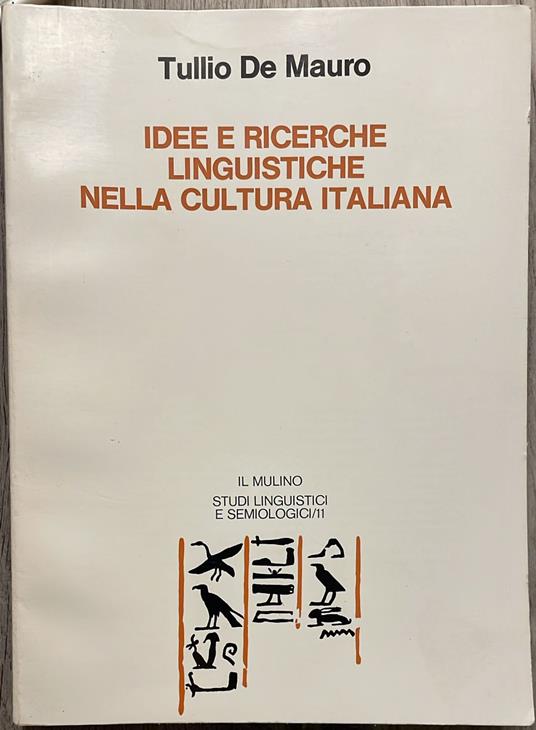 Tullio De Mauro
IDEE E RICERCHE
LINGUISTICHE
NELLA CULTURA ITALIANA
IL MULINO
STUDI LINGUISTICI
E SEMIOLOGICI/11